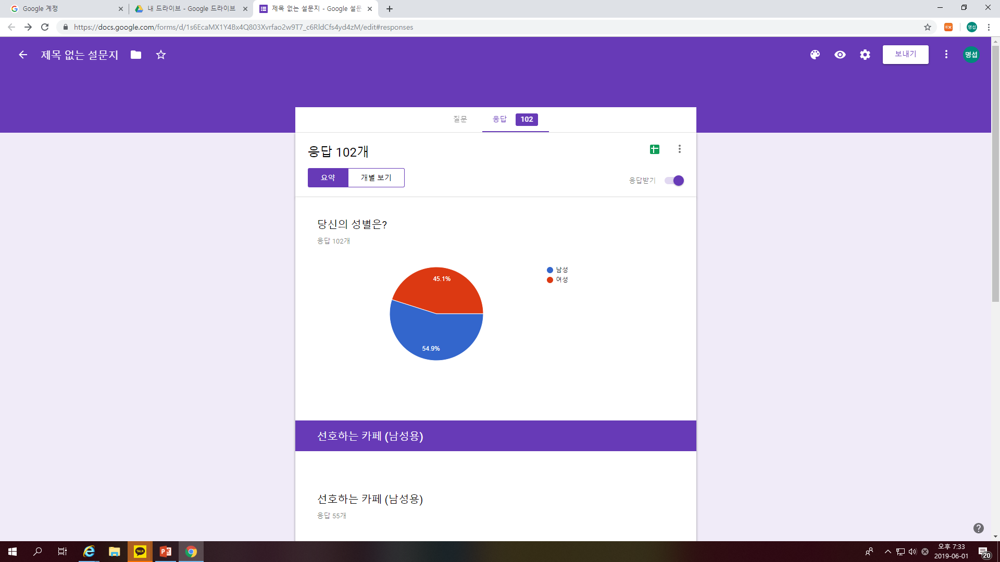 Google 계정
내 드라이브 - Google 드라이브
제목 없는 설문지 - Google 설문
https://docs.google.com/forms/d/1s6EcaMX1Y4Bx4Q803Xvrfao2w9T7_c6RldCfs4yd4zM/edit#responses
명섭
제목 없는 설문지
보내기
명섭
질문
응답
102
응답 102개
요약
개별 보기
응답받기
당신의 성별은?
응답 102개
45.1%
54.9%
남성
여성
선호하는 카페 (남성용)
선호하는 카페 (남성용)
응답 55개
TALK
오후 7:33
2019-06-01
20